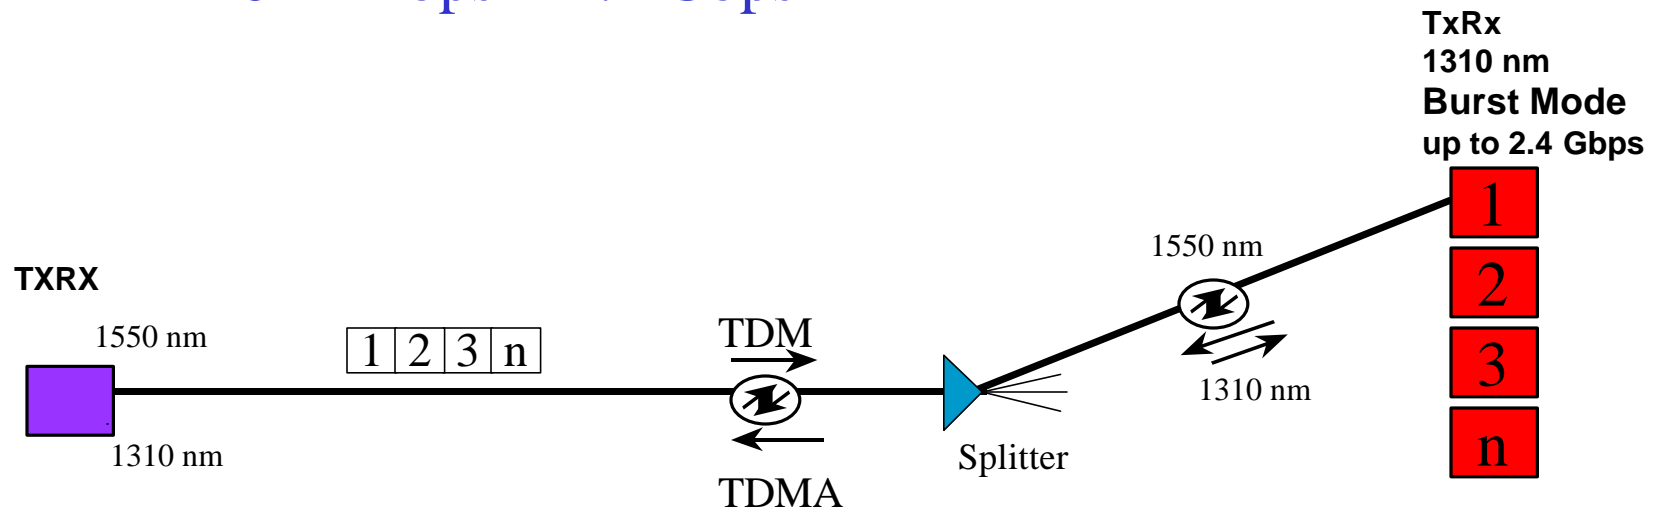 TxRx
1310 nm
Burst Mode
up to 2.4 Gbps
1
2
3
n
1550 nm
1310 nm
TXRX
1550 nm
1310 nm
1 2 3 n
TDM
TDMA
Splitter